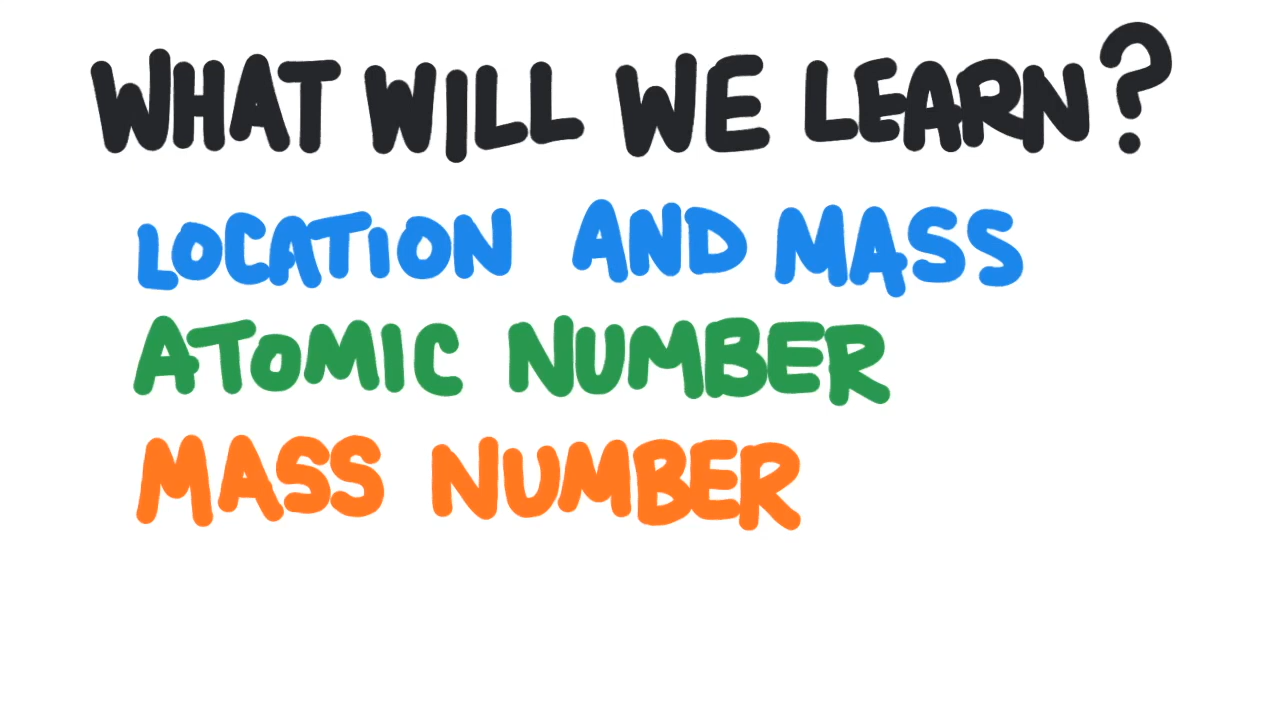 WHAT WILL WE LEARN?
LOCATION AND MASS
ATOMIC NUMBER
MASS NUMBER